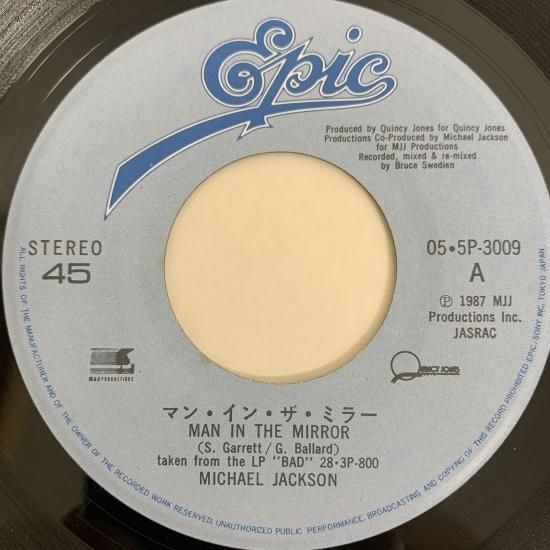 Epic
Produced by Quincy Jones for Quincy Jones
Productions Co-Produced by Michael Jackson
for MJJ Productions
Recorded, mixed & re-mixed
by Bruce Swedien
STEREO
45
05•5P-3009
A
Ⓟ 1987 MJJ
Productions Inc.
JASRAC
MJJ PRODUCTIONS
QUINCY JONES
マン・イン・ザ・ミラー
MAN IN THE MIRROR
(S. Garrett/ G. Ballard)
taken from the LP "BAD" 28・3P-800
MICHAEL JACKSON
ALL RIGHTS OF THE MANUFACTURER AND OF THE OWNER OF THE RECORDED WORK RESERVED. UNAUTHORIZED PUBLIC PERFORMANCE, BROADCASTING AND COPYING OF THIS RECORD PROHIBITED EPIC/SONY INC. TOKYO JAPAN